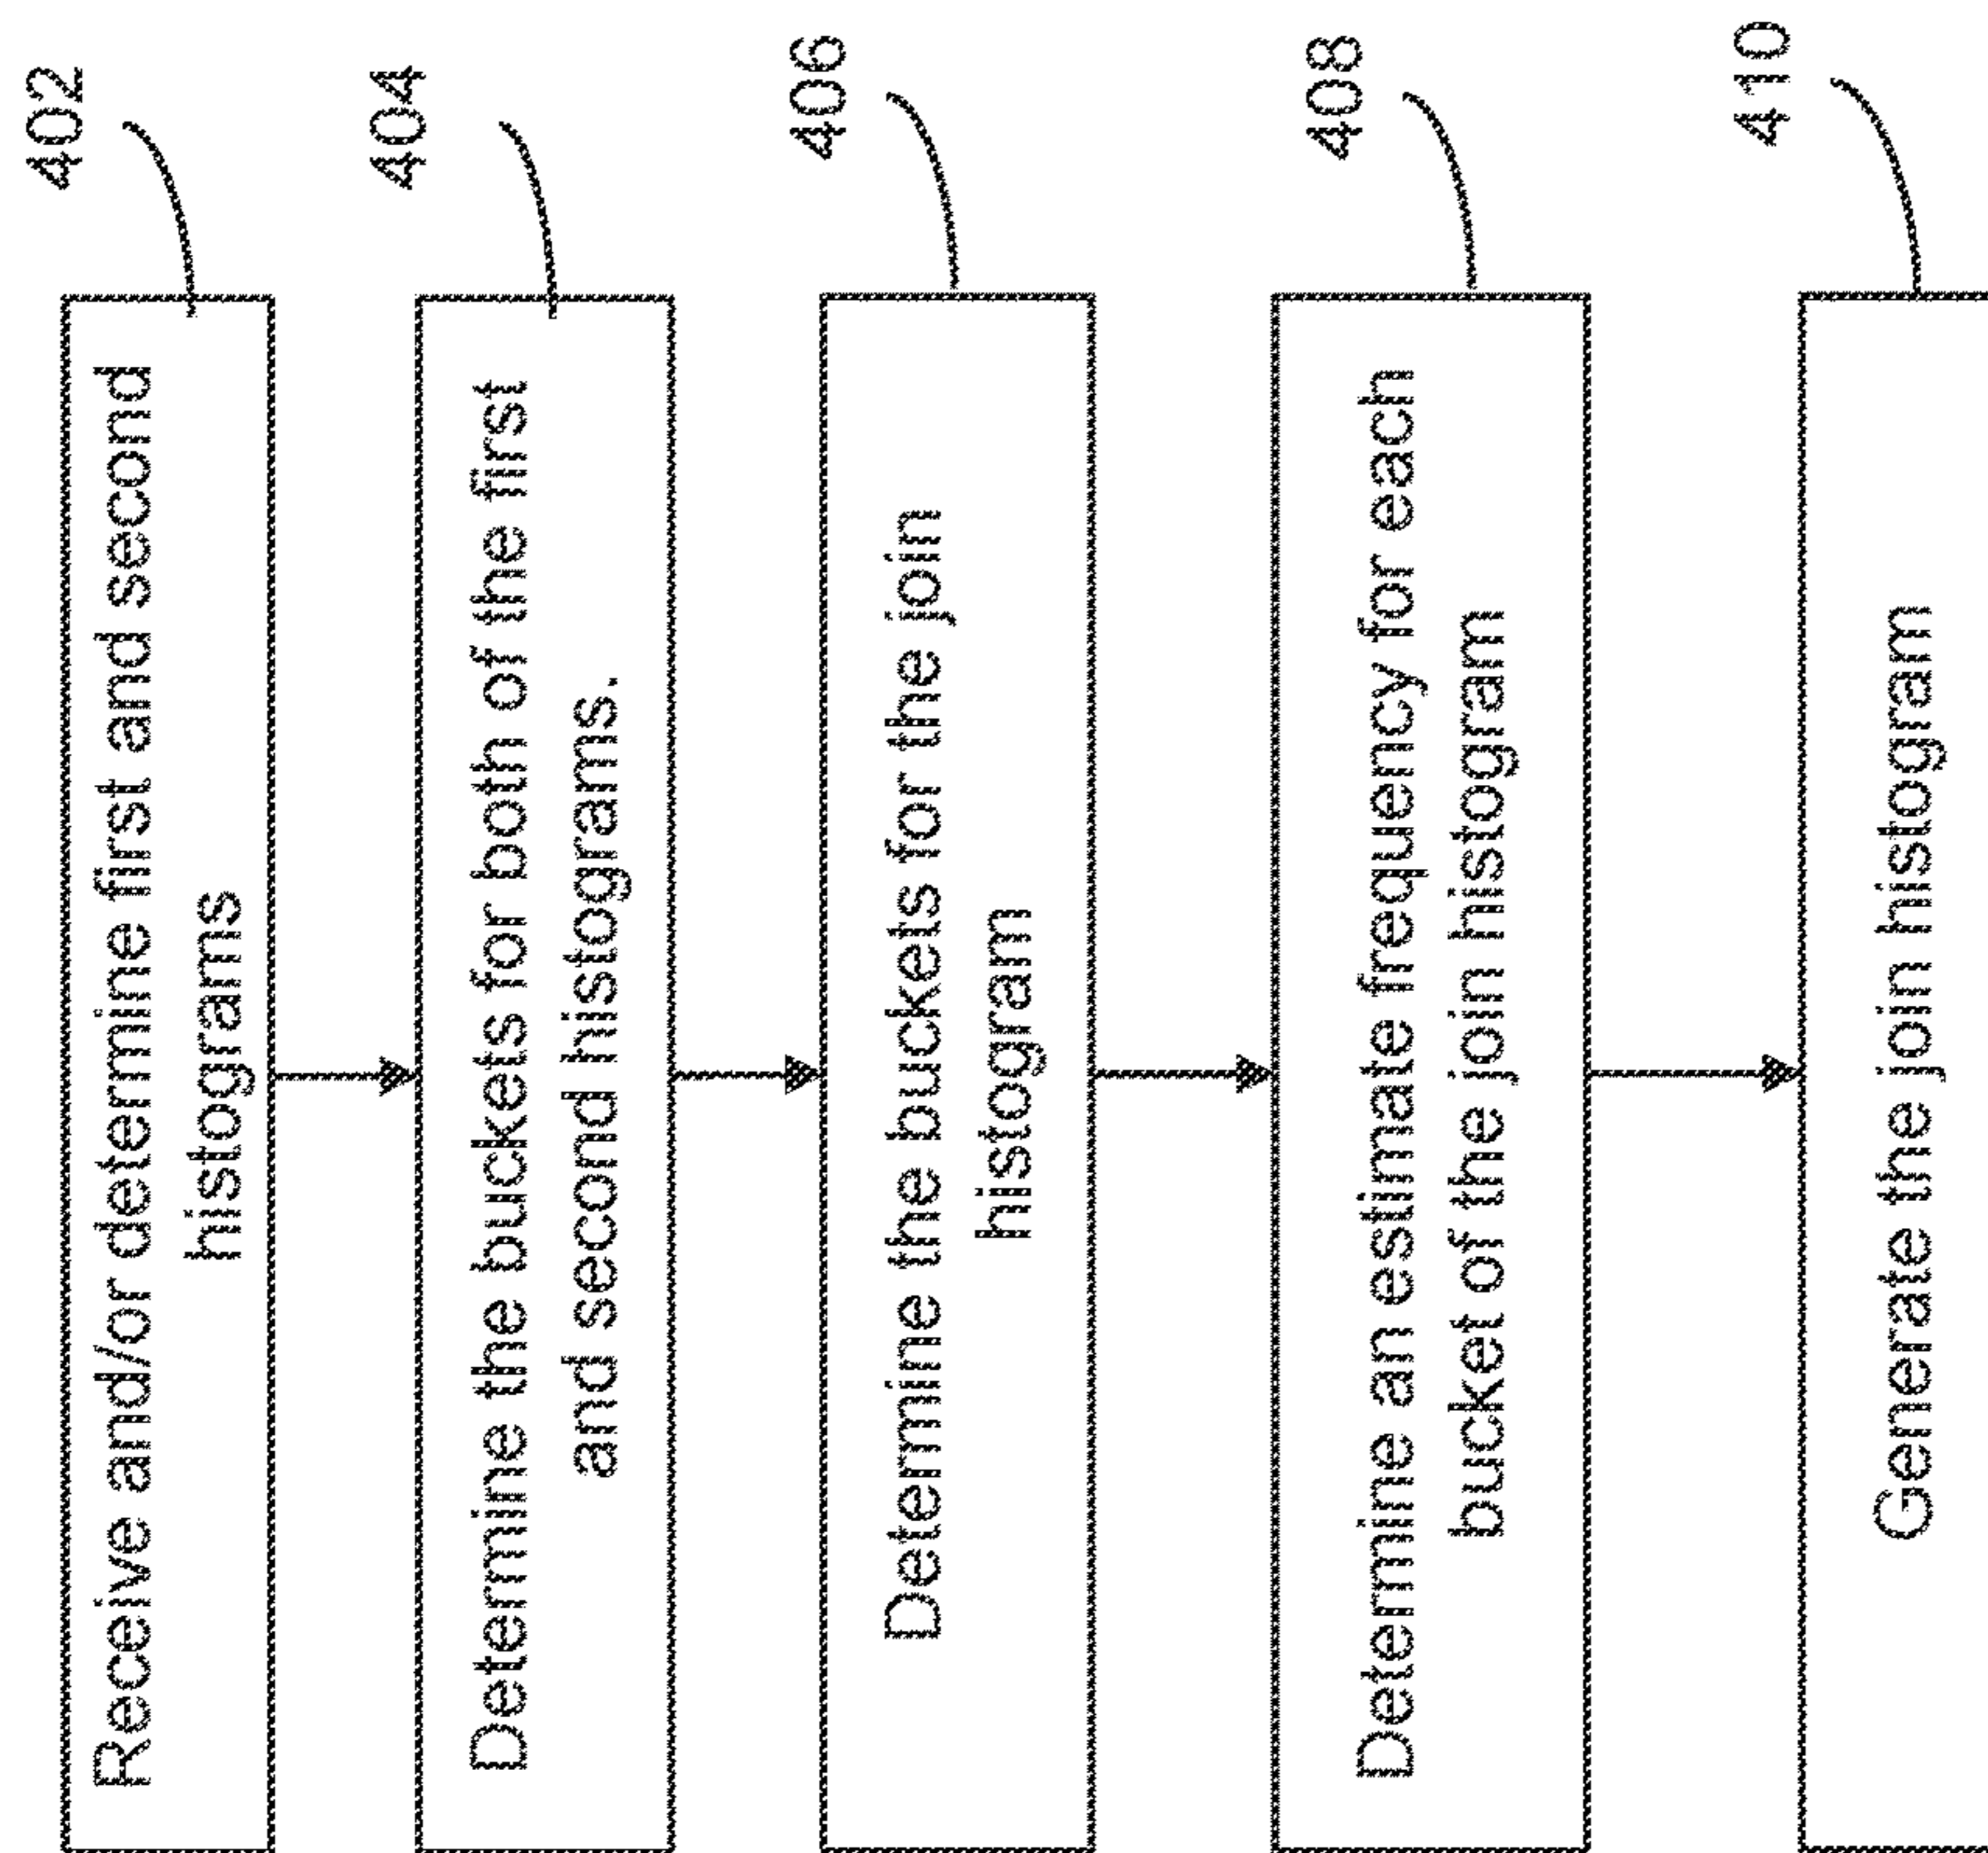 402
Receive and/or determine first and second
histograms
404
Determine the buckets for both of the first
and second histograms.
406
Determine the buckets for the join
histogram
408
Determine an estimate frequency for each
bucket of the join histogram
410
Generate the join histogram